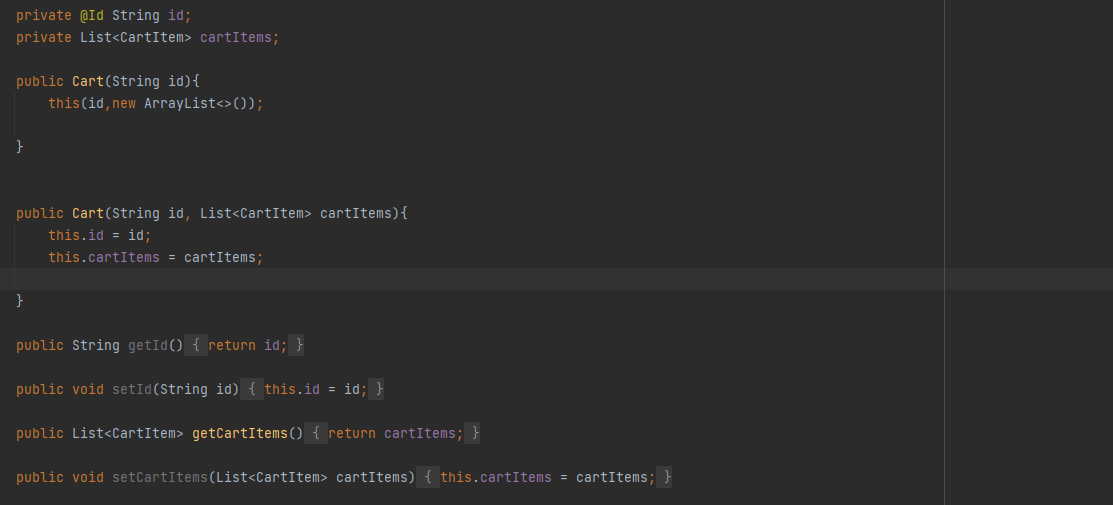 private @Id String id;
private List<CartItem> cartItems;
public Cart(String id){
this(id,new ArrayList<>());
}
public Cart(String id, List<CartItem> cartItems){
this.id = id;
this.cartItems = cartItems;
}
public String getId() { return id; }
public void setId(String id) { this.id = id; }
public List<CartItem> getCartItems() { return cartItems; }
public void setCartItems(List<CartItem> cartItems) { this.cartItems = cartItems; }